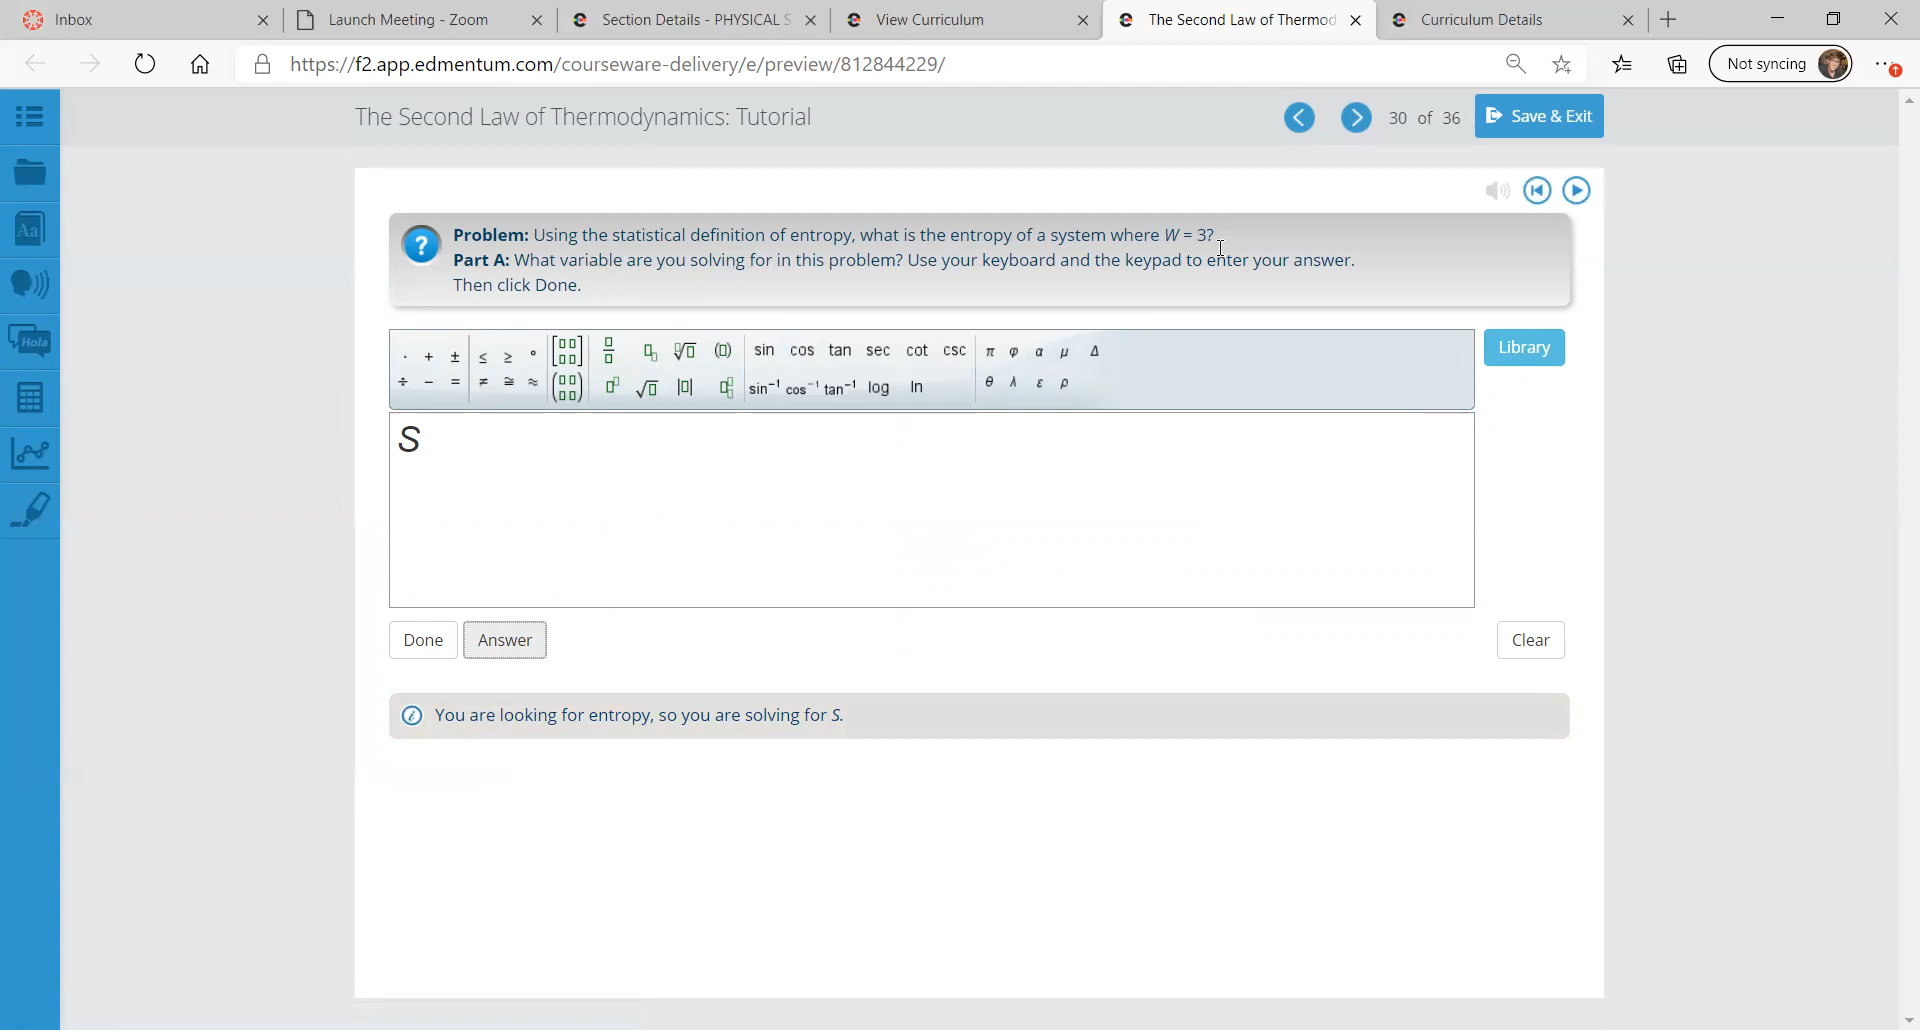 Inbox
Launch Meeting - Zoom
Section Details - PHYSICAL S
View Curriculum
The Second Law of Thermod
Curriculum Details
https://f2.app.edmentum.com/courseware-delivery/e/preview/812844229/
Not syncing
The Second Law of Thermodynamics: Tutorial
30 of 36
Save & Exit
Aa
Hola
Problem: Using the statistical definition of entropy, what is the entropy of a system where W = 3?
Part A: What variable are you solving for in this problem? Use your keyboard and the keypad to enter your answer.
Then click Done.
· + ± ≤ ≥ ° sin cos tan sec cot csc π φ α μ Δ
÷ − = ≠ ≅ ≈ sin⁻¹ cos⁻¹ tan⁻¹ log ln θ λ ε ρ
Library
S
Done
Answer
Clear
You are looking for entropy, so you are solving for S.